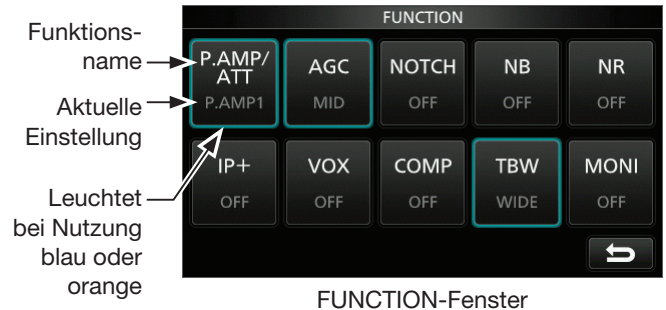 Funktions-
name
Aktuelle
Einstellung
Leuchtet
bei Nutzung
blau oder
orange
FUNCTION
P.AMP/
ATT
P.AMP1
AGC
MID
NOTCH
OFF
NB
OFF
NR
OFF
IP+
OFF
VOX
OFF
COMP
OFF
TBW
WIDE
MONI
OFF
FUNCTION-Fenster